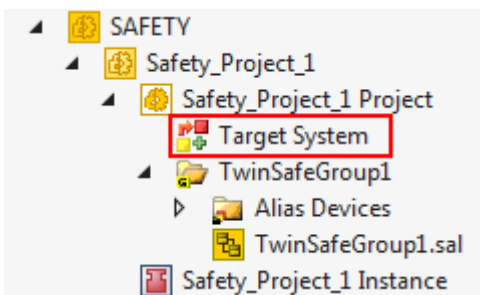 SAFETY
Safety_Project_1
Safety_Project_1 Project
Target System
TwinSafeGroup1
Alias Devices
TwinSafeGroup1.sal
Safety_Project_1 Instance